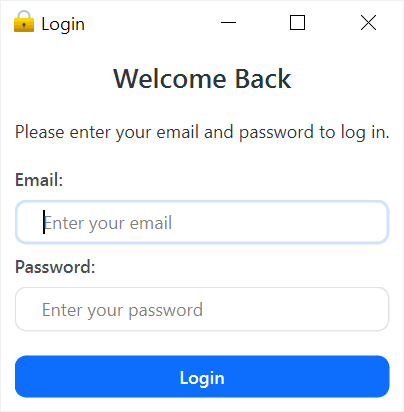 Login
Welcome Back
Please enter your email and password to log in.
Email:
Enter your email
Password:
Enter your password
Login